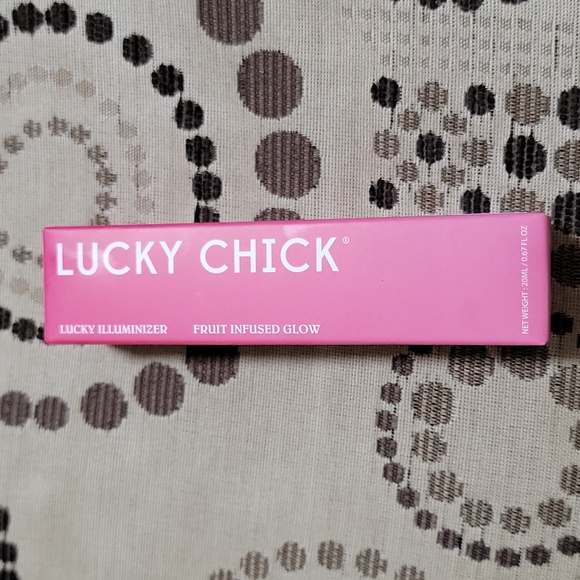 LUCKY CHICK®
LUCKY ILLUMINIZER FRUIT INFUSED GLOW
NET WEIGHT : 20ML / 0.67 FL OZ